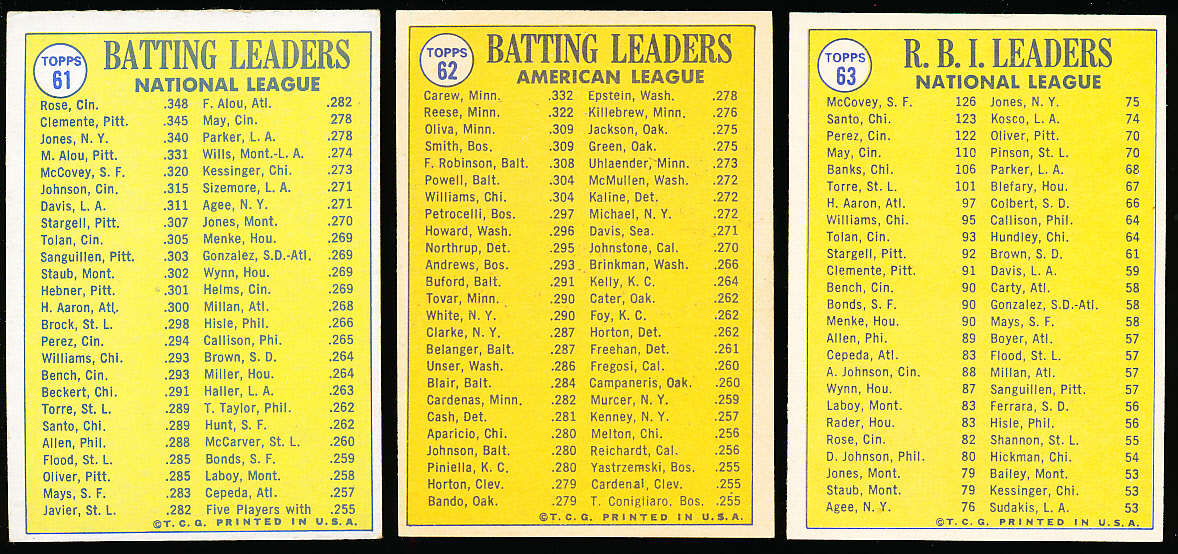 TOPPS
61
BATTING LEADERS
NATIONAL LEAGUE
Rose, Cin. .348 F. Alou, Atl. .282
Clemente, Pitt. .345 May, Cin. .278
Jones, N. Y. .340 Parker, L. A. .278
M. Alou, Pitt. .331 Wills, Mont.-L. A. .274
McCovey, S. F. .320 Kessinger, Chi. .273
Johnson, Cin. .315 Sizemore, L. A. .271
Davis, L. A. .311 Agee, N. Y. .271
Stargell, Pitt. .307 Jones, Mont. .270
Tolan, Cin. .305 Menke, Hou. .269
Sanguillen, Pitt. .303 Gonzalez, S.D.-Atl. .269
Staub, Mont. .302 Wynn, Hou. .269
Hebner, Pitt. .301 Helms, Cin. .269
H. Aaron, Atl. .300 Millan, Atl. .268
Brock, St. L. .298 Hisle, Phil. .266
Perez, Cin. .294 Callison, Phil. .265
Williams, Chi. .293 Brown, S. D. .264
Bench, Cin. .293 Miller, Hou. .264
Beckert, Chi. .291 Haller, L. A. .263
Torre, St. L. .289 T. Taylor, Phil. .262
Santo, Chi. .289 Hunt, S. F. .262
Allen, Phil. .288 McCarver, St. L. .260
Flood, St. L. .285 Bonds, S. F. .259
Oliver, Pitt. .285 Laboy, Mont. .258
Mays, S. F. .283 Cepeda, Atl. .257
Javier, St. L. .282 Five Players with .255
©T.C.G. PRINTED IN U.S.A.
TOPPS
62
BATTING LEADERS
AMERICAN LEAGUE
Carew, Minn. .332 Epstein, Wash. .278
Reese, Minn. .322 Killebrew, Minn. .276
Oliva, Minn. .309 Jackson, Oak. .275
Smith, Bos. .309 Green, Oak. .275
F. Robinson, Balt. .308 Uhlaender, Minn. .273
Powell, Balt. .304 McMullen, Wash. .272
Williams, Chi. .304 Kaline, Det. .272
Petrocelli, Bos. .297 Michael, N. Y. .272
Howard, Wash. .296 Davis, Sea. .271
Northrup, Det. .295 Johnstone, Cal. .270
Andrews, Bos. .293 Brinkman, Wash. .266
Buford, Balt. .291 Kelly, K. C. .264
Tovar, Minn. .290 Cater, Oak. .262
White, N. Y. .290 Foy, K. C. .262
Clarke, N. Y. .287 Horton, Det. .262
Belanger, Balt. .287 Freehan, Det. .261
Unser, Wash. .286 Fregosi, Cal. .260
Blair, Balt. .284 Campaneris, Oak. .260
Cardenas, Minn. .282 Murcer, N. Y. .259
Cash, Det. .281 Kenney, N. Y. .257
Aparicio, Chi. .280 Melton, Chi. .256
Johnson, Balt. .280 Reichardt, Cal. .256
Piniella, K. C. .280 Yastrzemski, Bos. .255
Horton, Clev. .279 Cardenal, Clev. .255
Bando, Oak. .279 T. Conigliaro, Bos. .255
©T.C.G. PRINTED IN U.S.A.
TOPPS
63
R. B. I. LEADERS
NATIONAL LEAGUE
McCovey, S. F. 126 Jones, N. Y. 75
Santo, Chi. 123 Kosco, L. A. 74
Perez, Cin. 122 Oliver, Pitt. 70
May, Cin. 110 Pinson, St. L. 70
Banks, Chi. 106 Parker, L. A. 68
Torre, St. L. 101 Blefary, Hou. 67
H. Aaron, Atl. 97 Colbert, S. D. 66
Williams, Chi. 95 Callison, Phil. 64
Tolan, Cin. 93 Hundley, Chi. 64
Stargell, Pitt. 92 Brown, S. D. 61
Clemente, Pitt. 91 Davis, L. A. 59
Bench, Cin. 90 Carty, Atl. 58
Bonds, S. F. 90 Gonzalez, S.D.-Atl. 58
Menke, Hou. 90 Mays, S. F. 58
Allen, Phil. 89 Boyer, Atl. 57
Cepeda, Atl. 83 Flood, St. L. 57
A. Johnson, Cin. 88 Millan, Atl. 57
Wynn, Hou. 87 Sanguillen, Pitt. 57
Laboy, Mont. 83 Ferrara, S. D. 56
Rader, Hou. 83 Hisle, Phil. 56
Rose, Cin. 82 Shannon, St. L. 55
D. Johnson, Phil. 80 Hickman, Chi. 54
Jones, Mont. 79 Bailey, Mont. 53
Staub, Mont. 79 Kessinger, Chi. 53
Agee, N. Y. 76 Sudakis, L. A. 53
©T.C.G. PRINTED IN U.S.A.